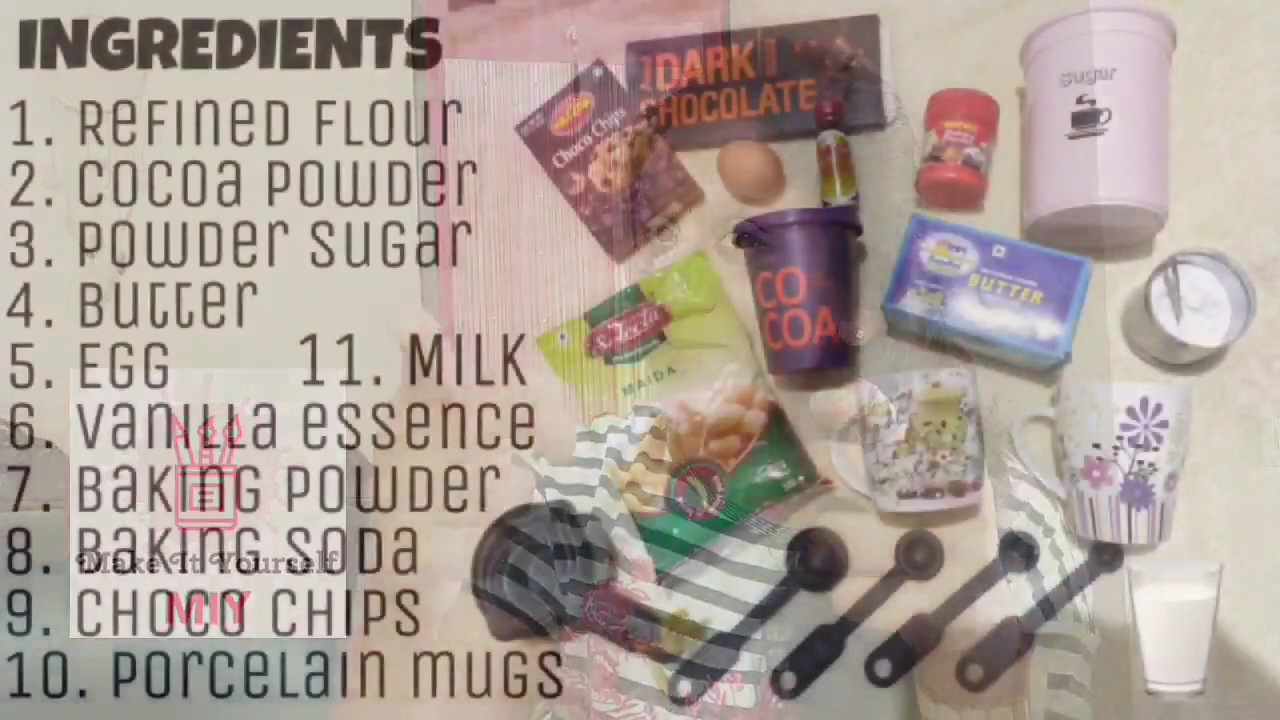 INGREDIENTS
1. Refined Flour
2. Cocoa Powder
3. Powder Sugar
4. Butter
5. EGG 11. MILK
6. Vanilla essence
7. Baking Powder
8. Baking Soda
9. CHOCO CHIPS
10. Porcelain mugs
Make It Yourself
MIY
DARK
CHOCOLATE
Choco Chips
Sugar
BUTTER
COCOA
MAIDA